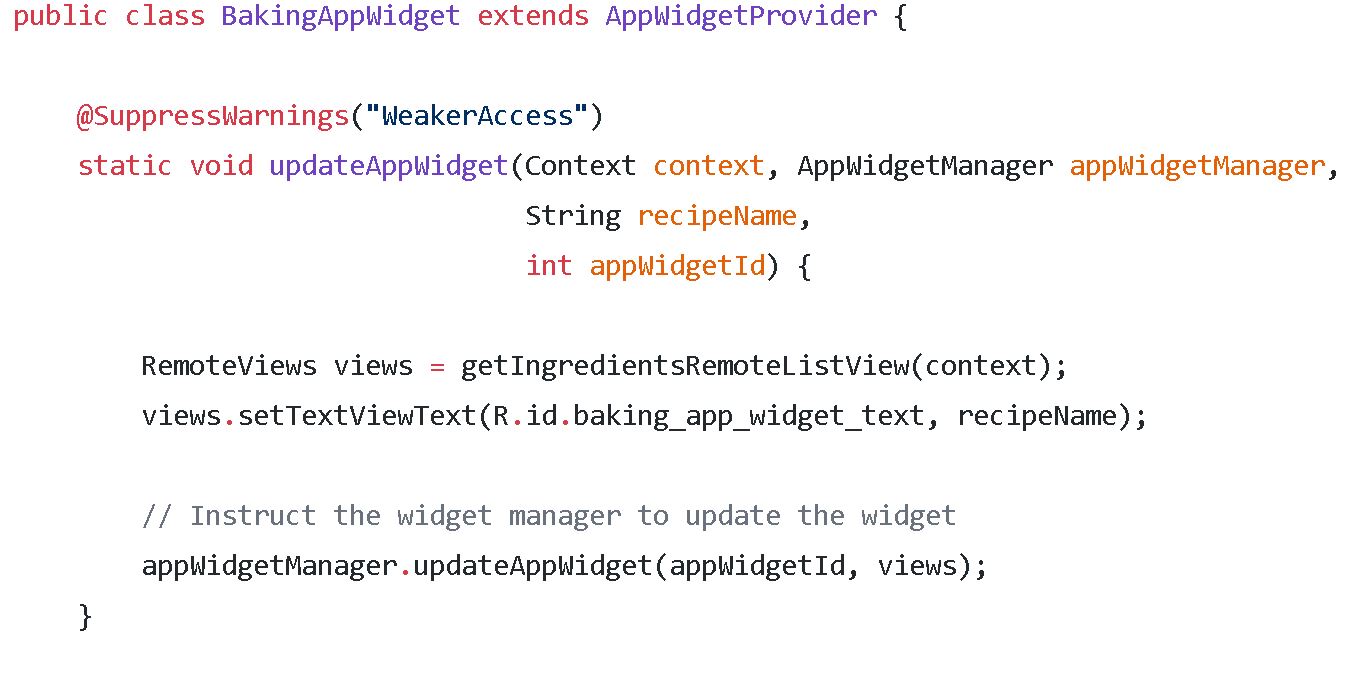 public class BakingAppWidget extends AppWidgetProvider {
@SuppressWarnings("WeakerAccess")
static void updateAppWidget(Context context, AppWidgetManager appWidgetManager,
String recipeName,
int appWidgetId) {
RemoteViews views = getIngredientsRemoteListView(context);
views.setTextViewText(R.id.baking_app_widget_text, recipeName);
// Instruct the widget manager to update the widget
appWidgetManager.updateAppWidget(appWidgetId, views);
}